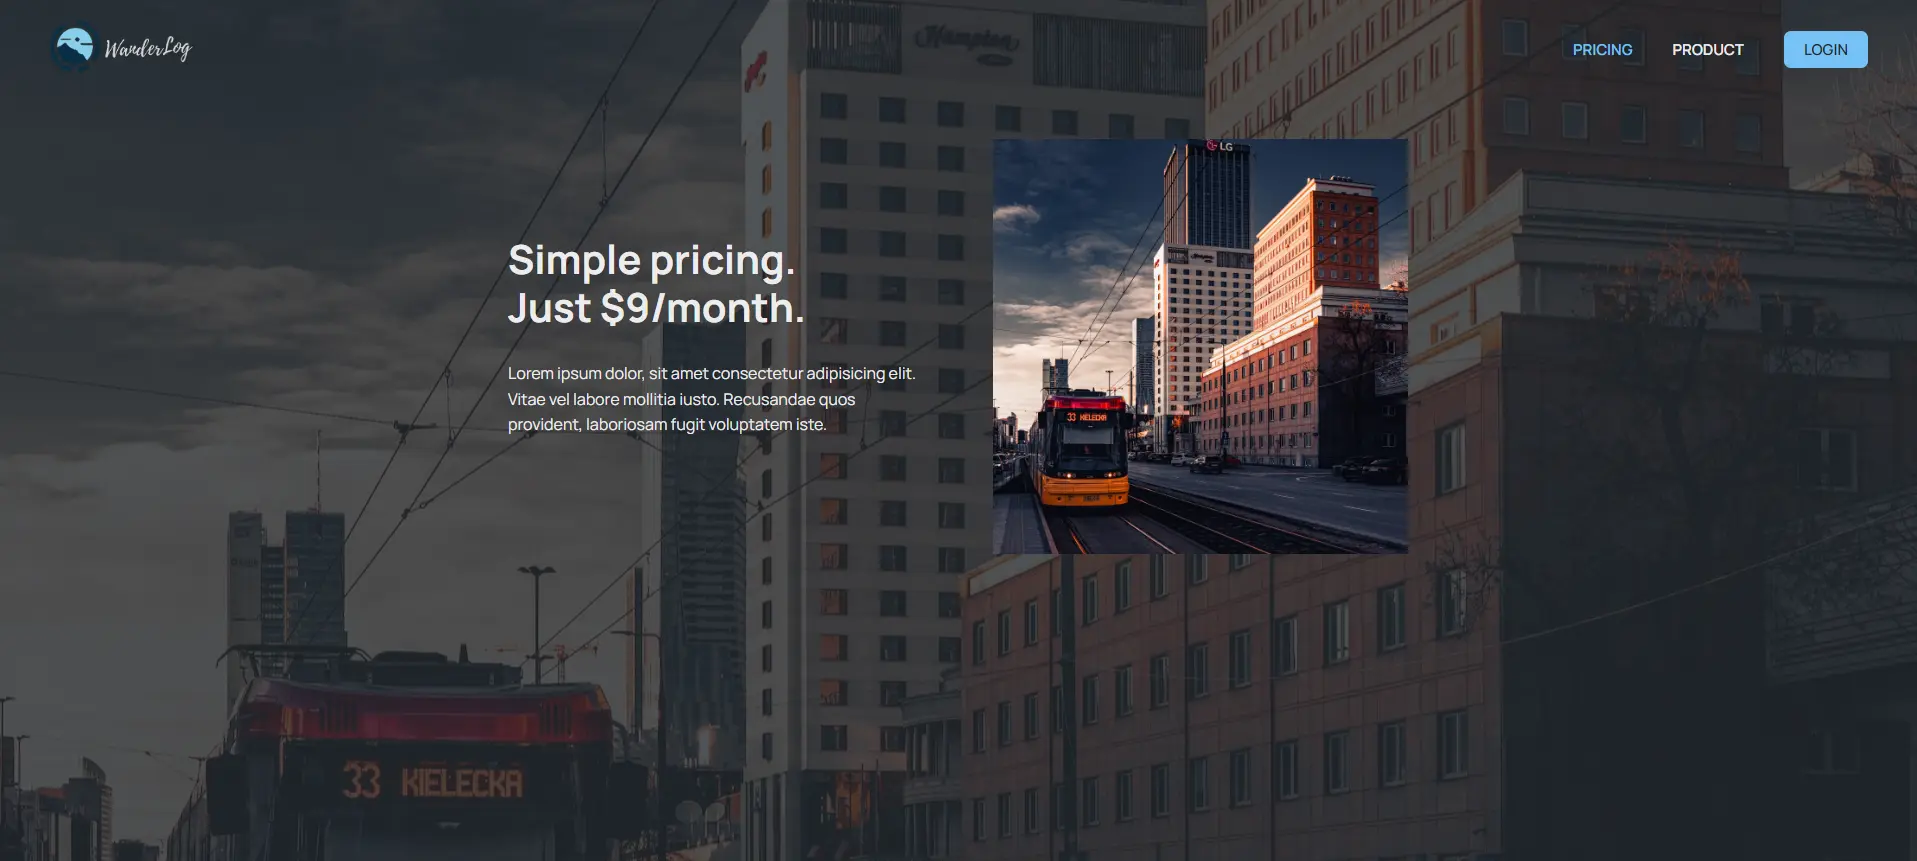 WanderLog
Hampton
PRICING
PRODUCT
LOGIN
LG
Simple pricing.
Just $9/month.
33 KIELECKA
Lorem ipsum dolor, sit amet consectetur adipisicing elit.
Vitae vel labore mollitia iusto. Recusandae quos
provident, laboriosam fugit voluptatem iste.
33 KIELECKA